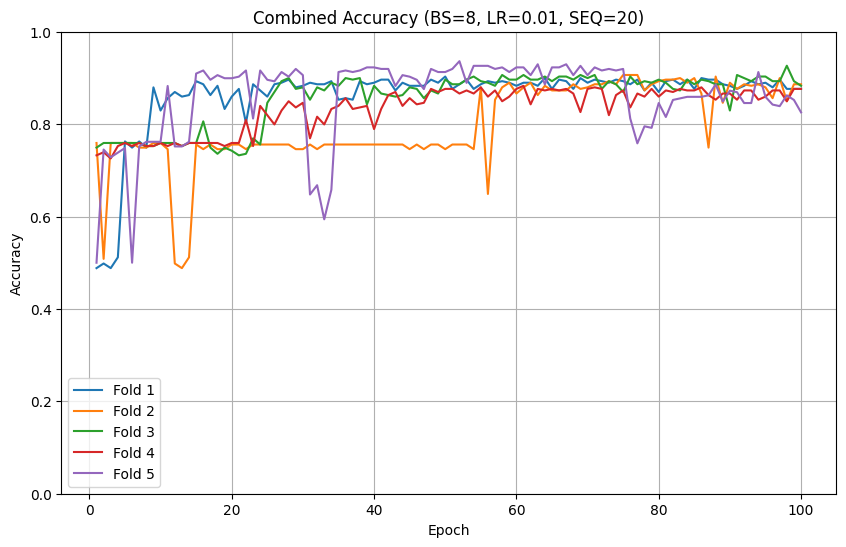 Combined Accuracy (BS=8, LR=0.01, SEQ=20)
1.0
0.8
0.6
0.4
0.2
0.0
Accuracy
Fold 1
Fold 2
Fold 3
Fold 4
Fold 5
0 20 40 60 80 100
Epoch